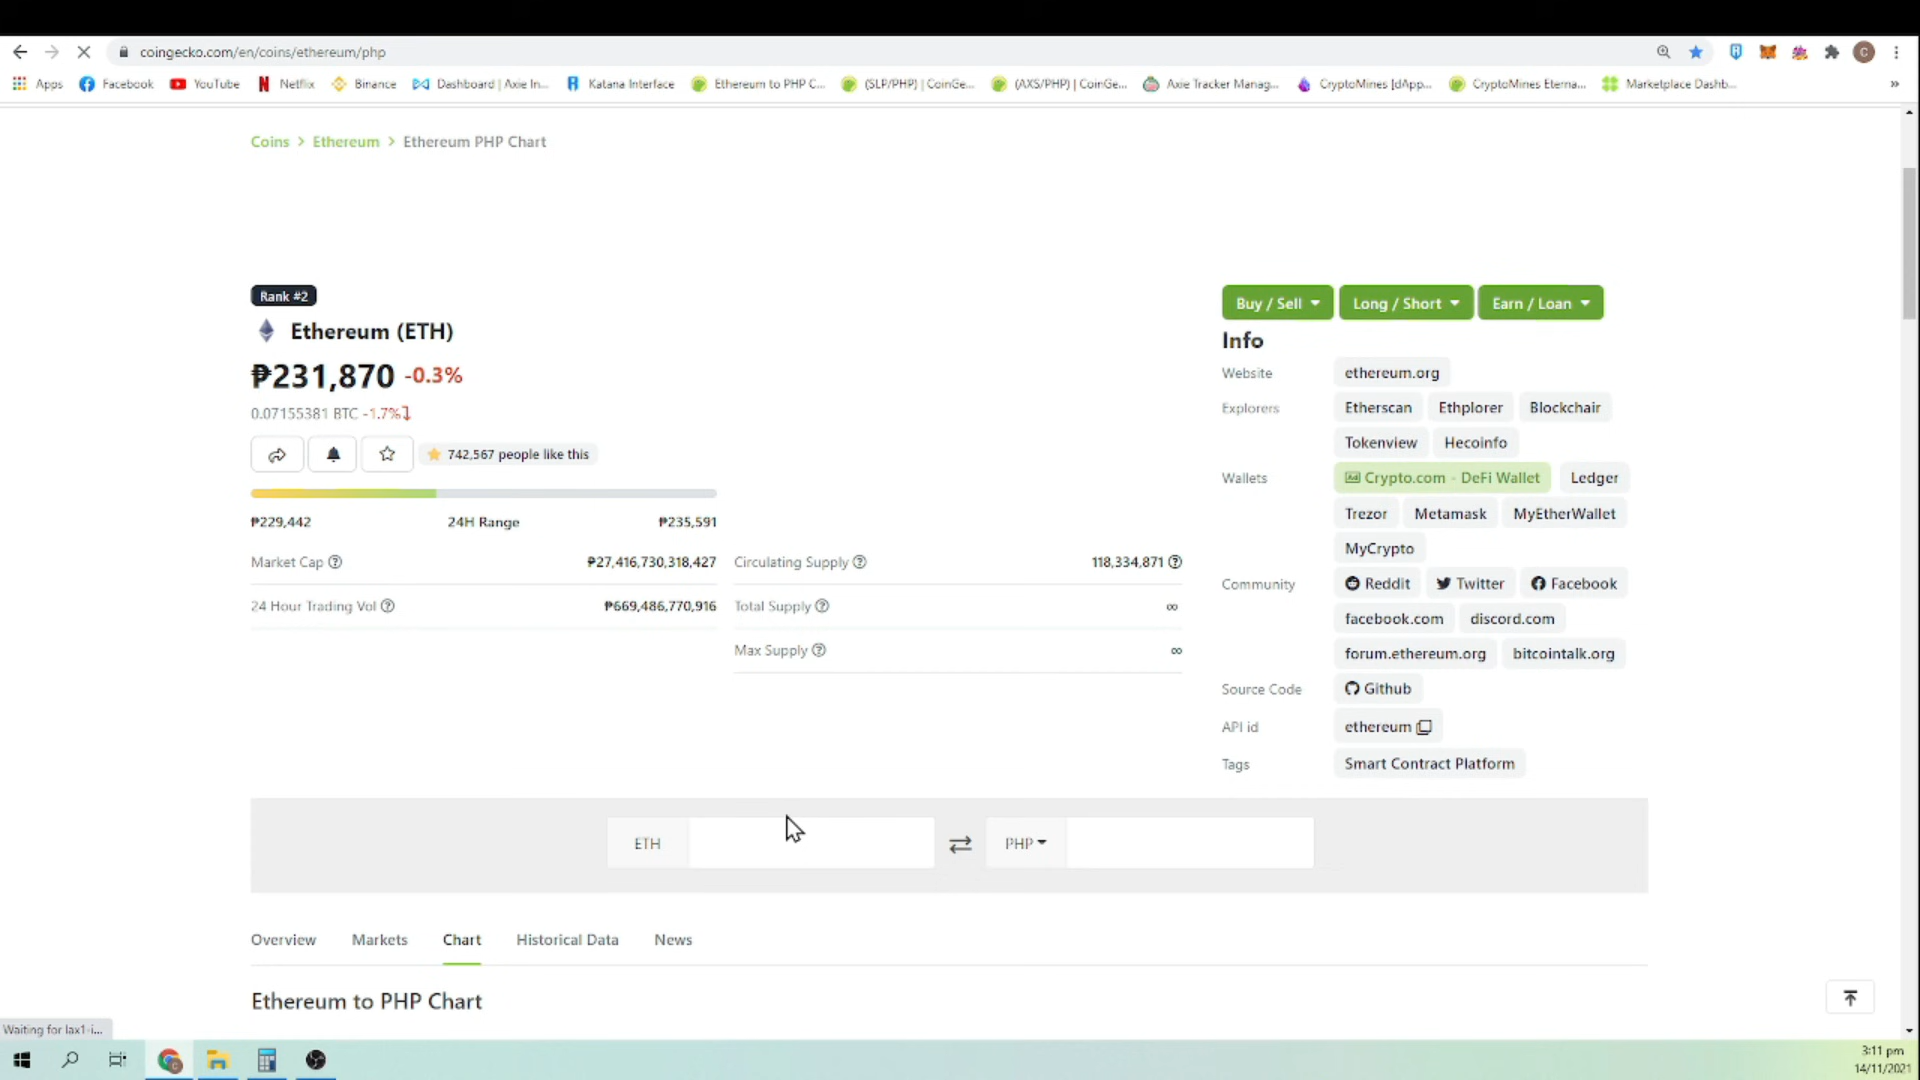 coingecko.com/en/coins/ethereum/php
Apps Facebook YouTube Netflix Binance Dashboard | Axie In... Katana Interface Ethereum to PHP C... (SLP/PHP) | CoinGe... (AXS/PHP) | CoinGe... Axie Tracker Manag... CryptoMines [dApp... CryptoMines Eterna... Marketplace Dashb... »
Coins > Ethereum > Ethereum PHP Chart
Rank #2
Ethereum (ETH)
₱231,870 -0.3%
0.07155381 BTC -1.7%
742,567 people like this
₱229,442 24H Range ₱235,591
Market Cap ₱27,416,730,318,427
24 Hour Trading Vol ₱669,486,770,916
Circulating Supply 118,334,871
Total Supply ∞
Max Supply ∞
Buy / Sell Long / Short Earn / Loan
Info
Website ethereum.org
Explorers Etherscan Ethplorer Blockchair
Tokenview Hecoinfo
Wallets Ad Crypto.com - DeFi Wallet Ledger
Trezor Metamask MyEtherWallet
MyCrypto
Community Reddit Twitter Facebook
facebook.com discord.com
forum.ethereum.org bitcointalk.org
Source Code Github
API id ethereum
Tags Smart Contract Platform
ETH PHP
Overview Markets Chart Historical Data News
Ethereum to PHP Chart
Waiting for lax1-i...
3:11 pm
14/11/2021